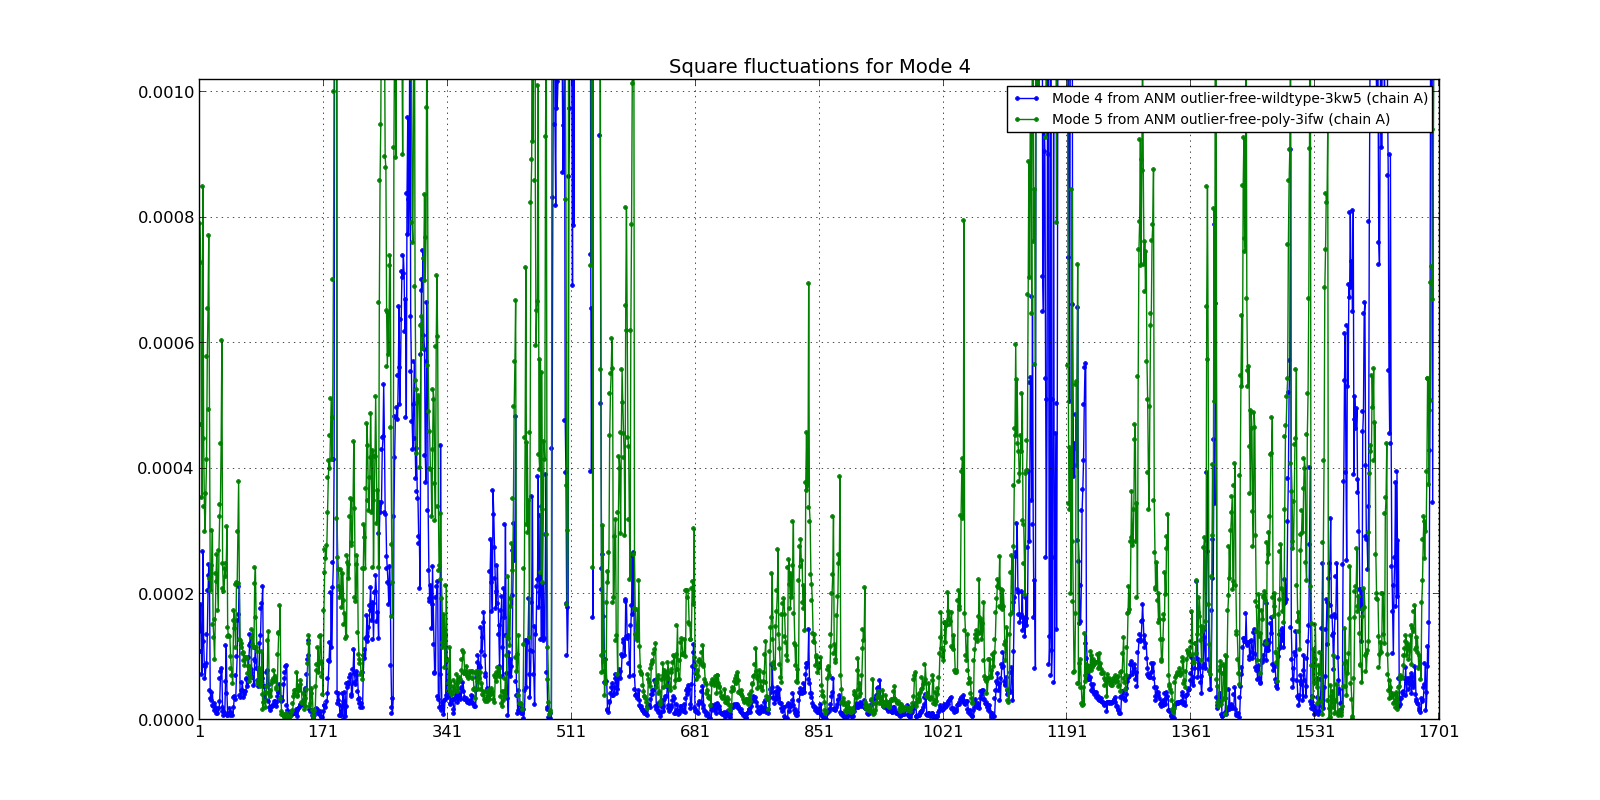 Square fluctuations for Mode 4
0.0010
0.0008
0.0006
0.0004
0.0002
0.0000
Mode 4 from ANM outlier-free-wildtype-3kw5 (chain A)
Mode 5 from ANM outlier-free-poly-3ifw (chain A)
1 171 341 511 681 851 1021 1191 1361 1531 1701